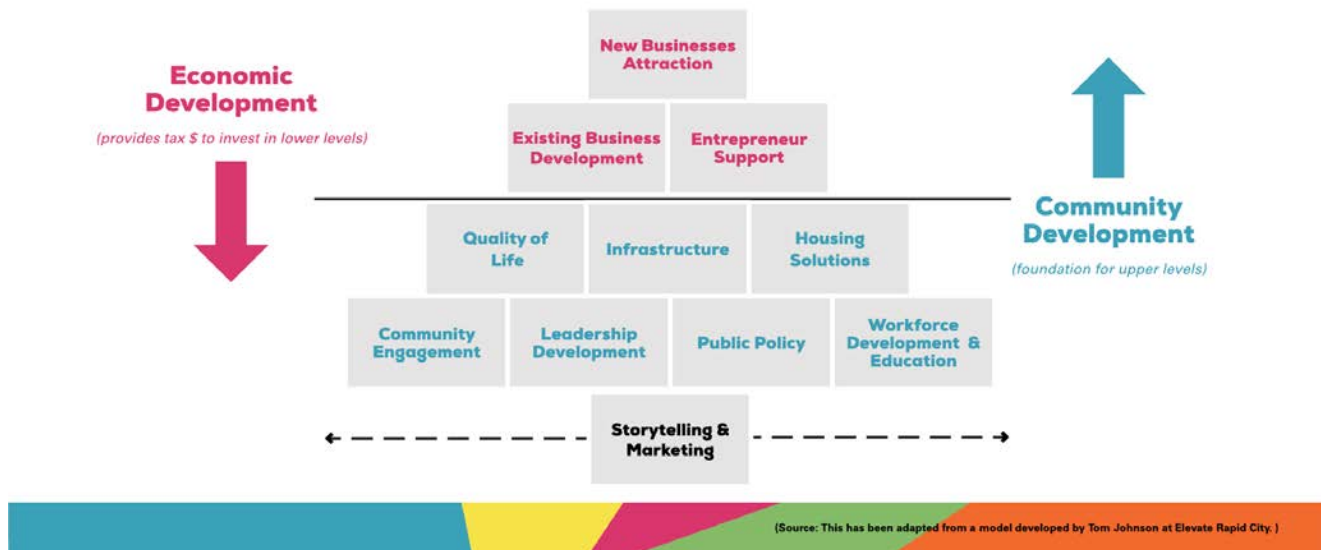 New Businesses
Attraction
Economic
Development
(provides tax $ to invest in lower levels)
Existing Business
Development
Entrepreneur
Support
Community
Development
(foundation for upper levels)
Quality of
Life
Infrastructure
Housing
Solutions
Community
Engagement
Leadership
Development
Public Policy
Workforce
Development &
Education
Storytelling &
Marketing
(Source: This has been adapted from a model developed by Tom Johnson at Elevate Rapid City. )